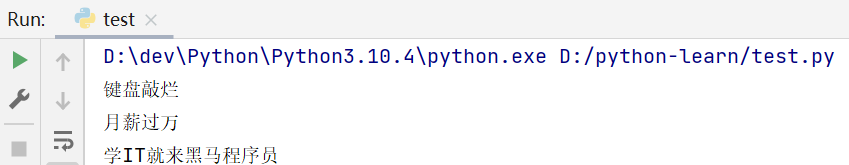 Run: test
D:\dev\Python\Python3.10.4\python.exe D:/python-learn/test.py
键盘敲烂
月薪过万
学IT就来黑马程序员